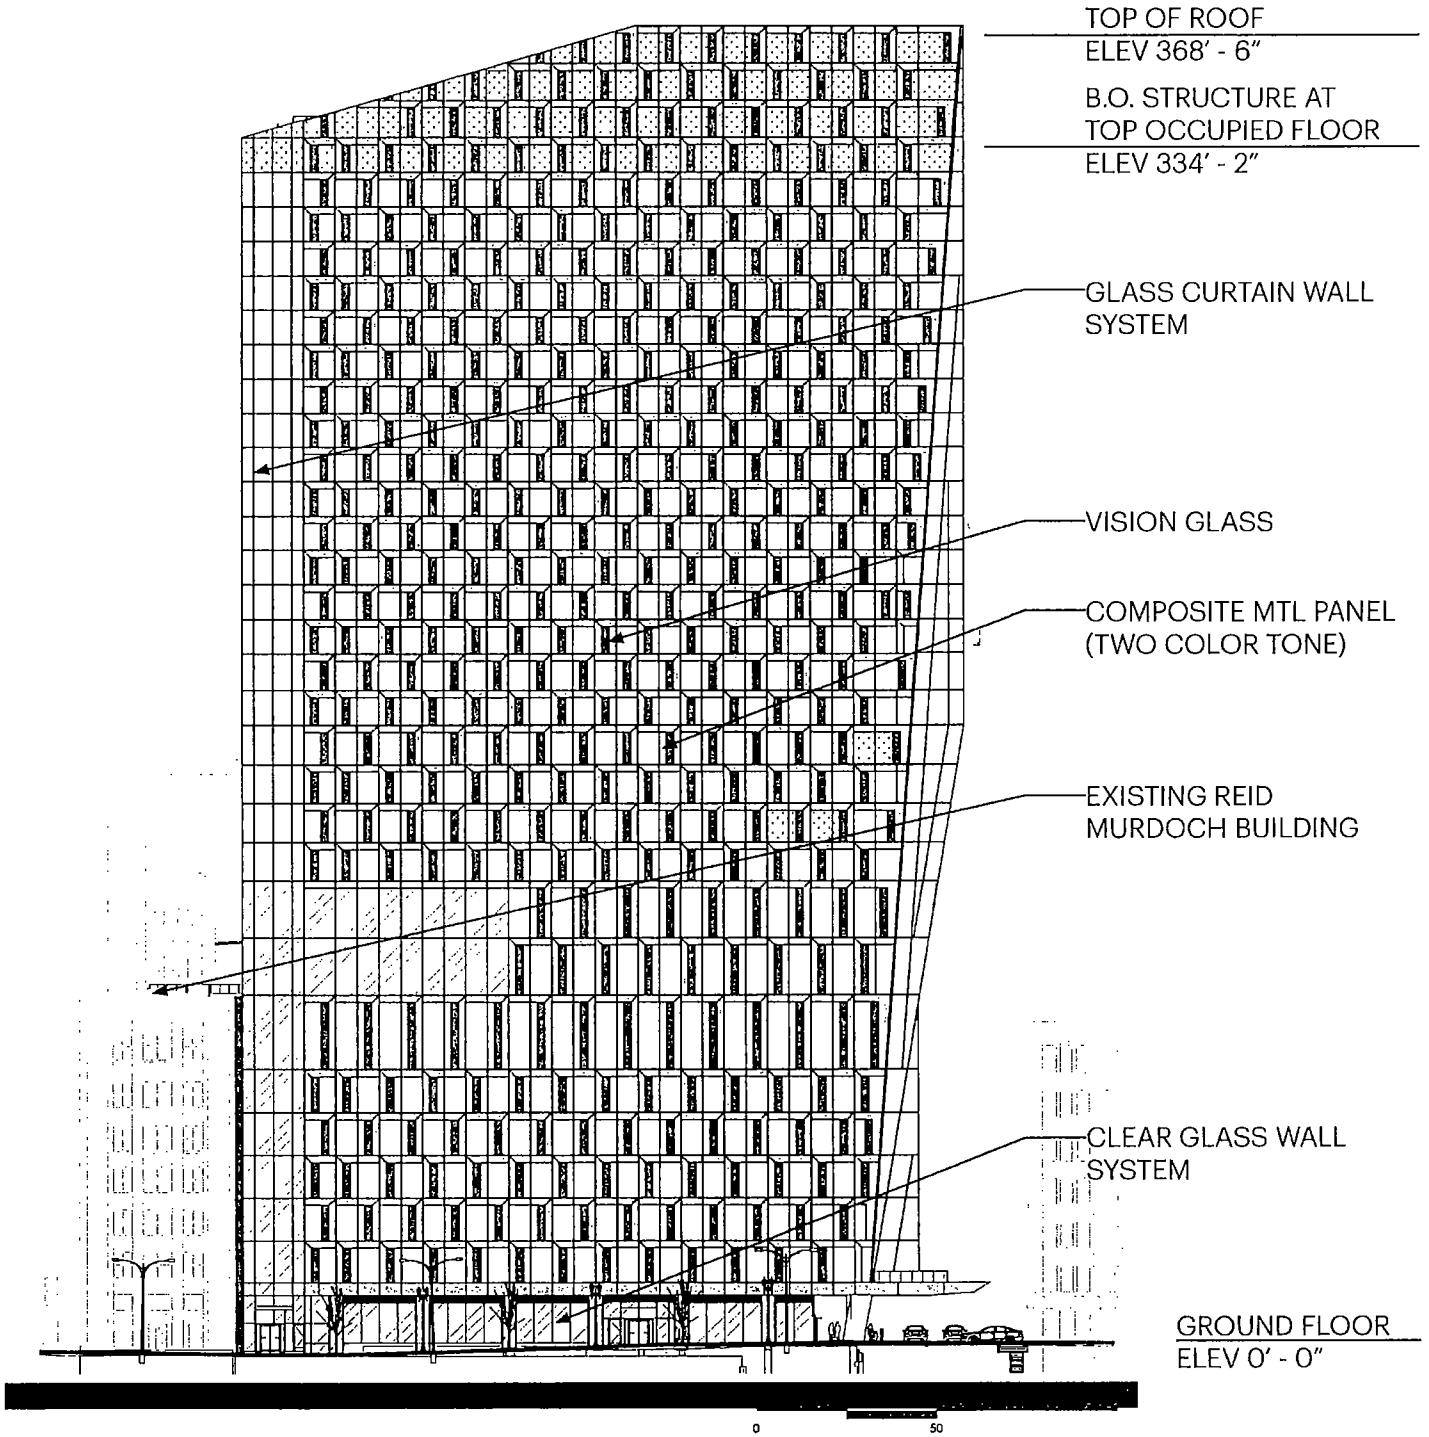 TOP OF ROOF
ELEV 368' - 6"
B.O. STRUCTURE AT
TOP OCCUPIED FLOOR
ELEV 334' - 2"
GLASS CURTAIN WALL
SYSTEM
VISION GLASS
COMPOSITE MTL PANEL
(TWO COLOR TONE)
EXISTING REID
MURDOCH BUILDING
CLEAR GLASS WALL
SYSTEM
GROUND FLOOR
ELEV 0' - 0"
0 50